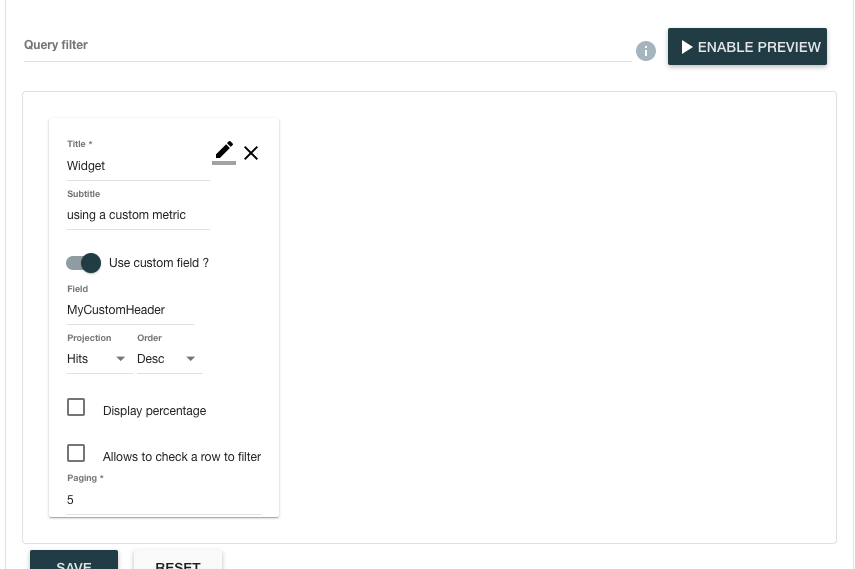 Query filter
ENABLE PREVIEW
Title *
Widget
Subtitle
using a custom metric
Use custom field ?
Field
MyCustomHeader
Projection Order
Hits Desc
Display percentage
Allows to check a row to filter
Paging *
5
SAVE RESET